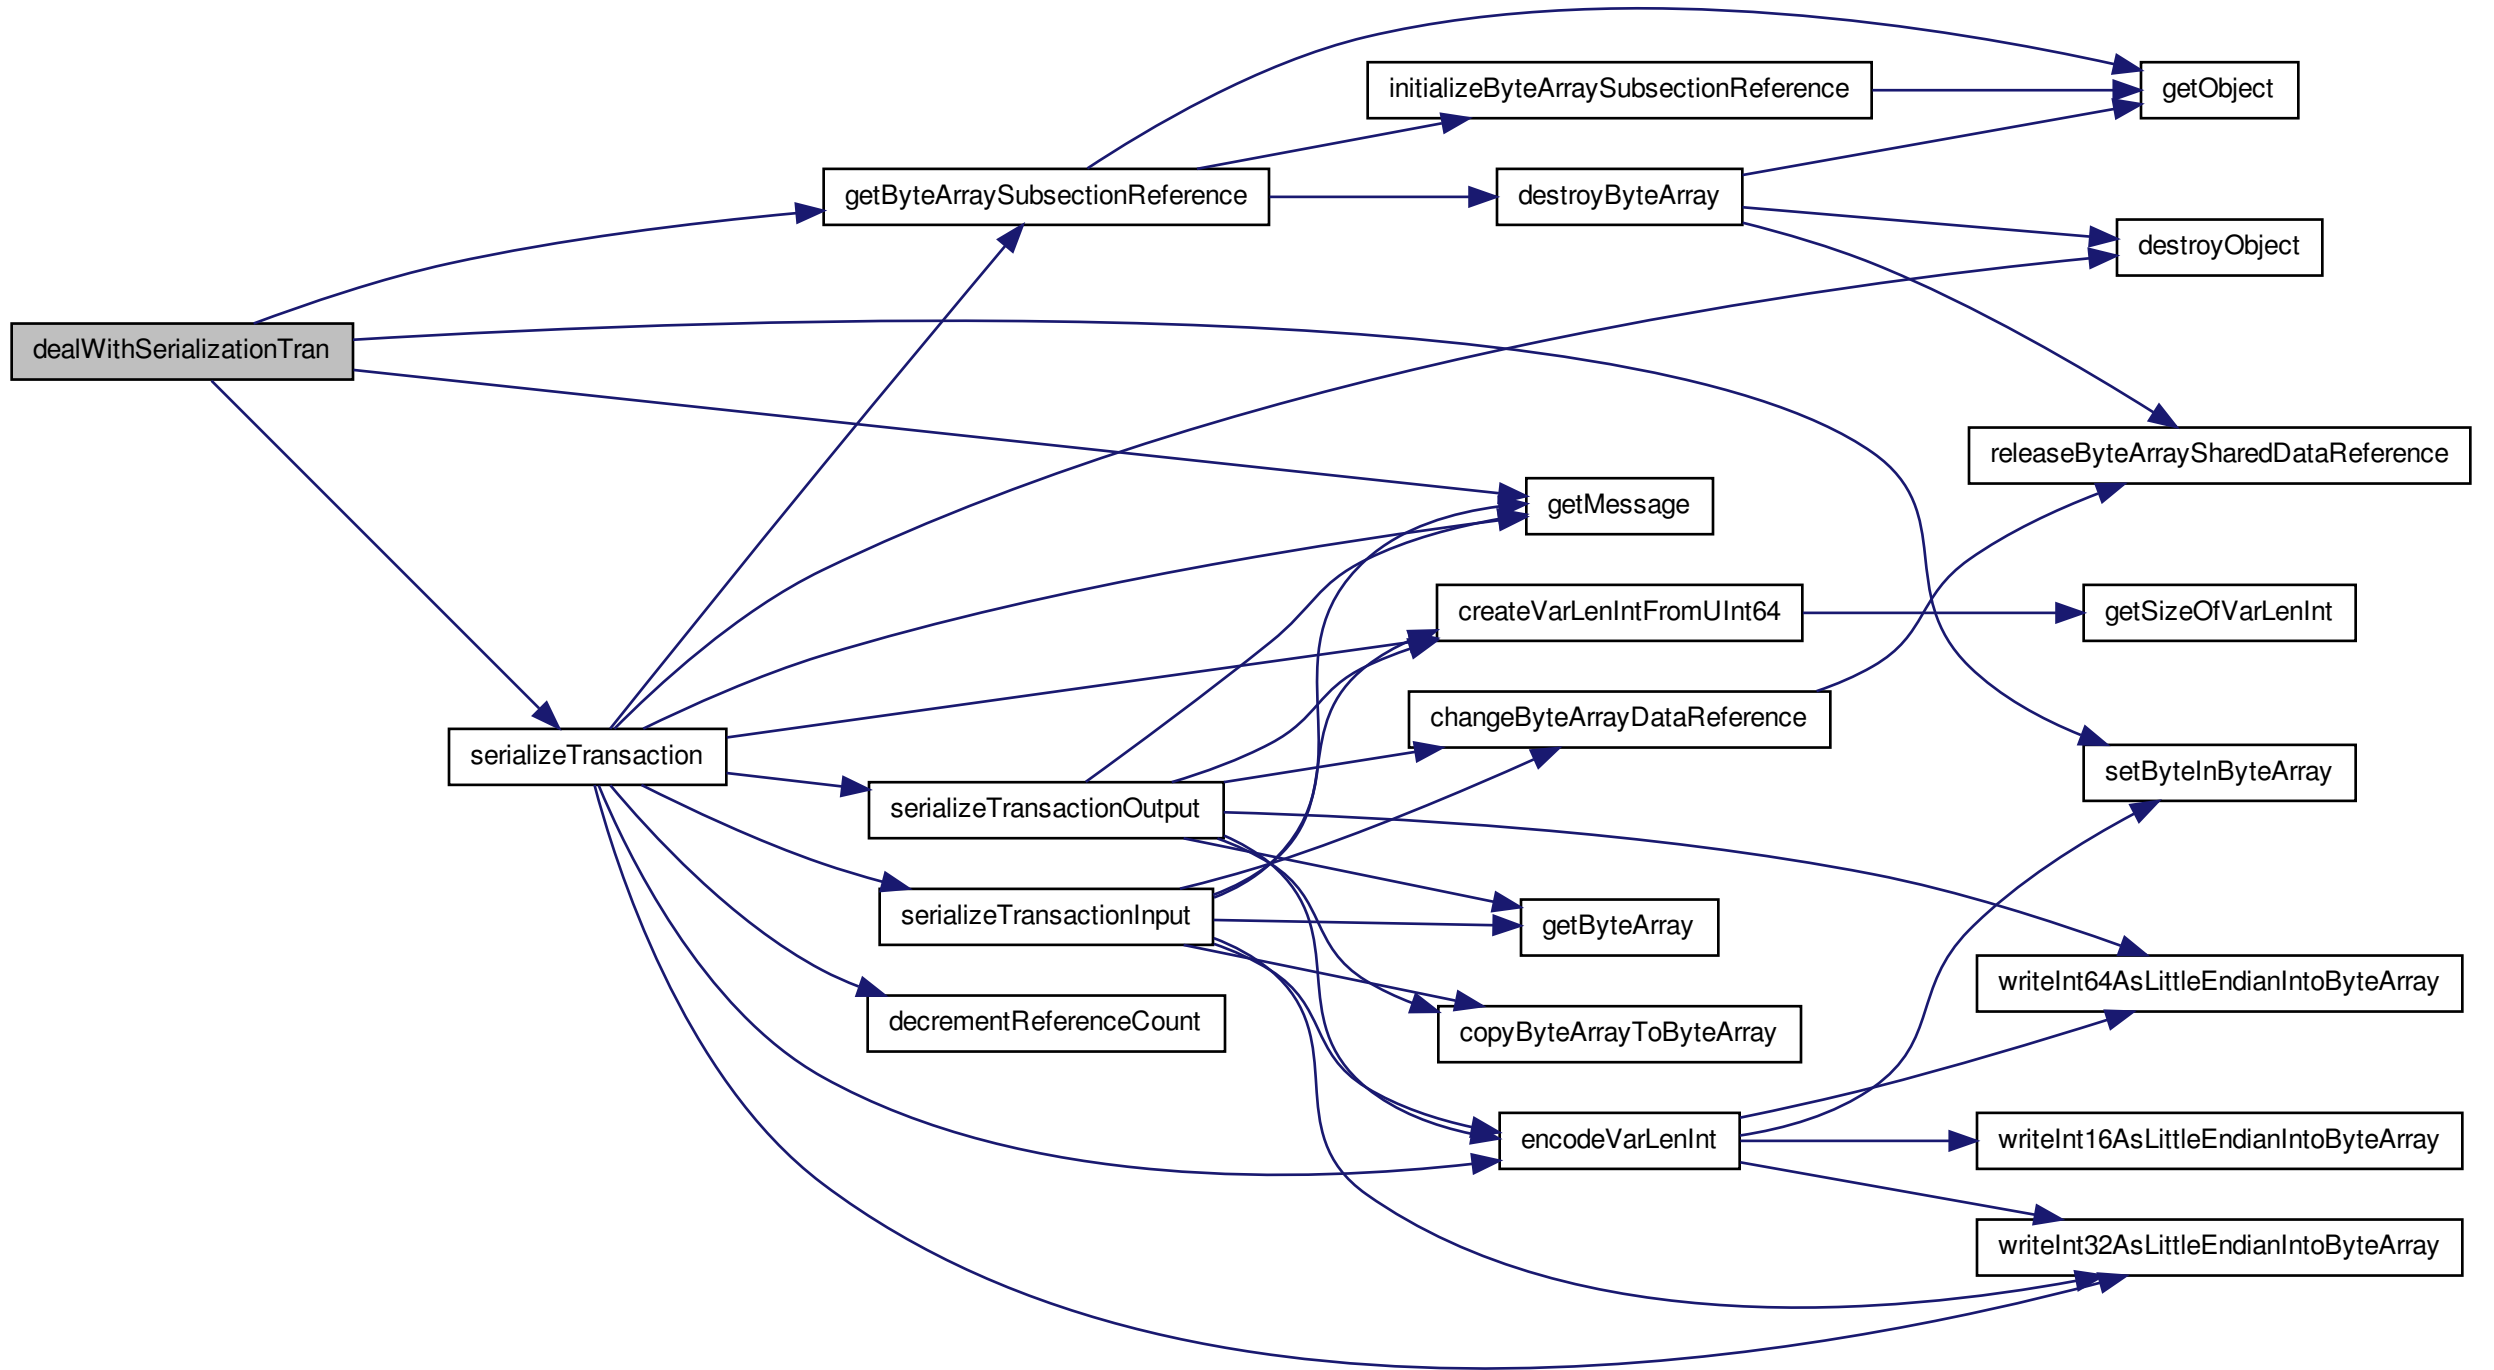 getObject
initializeByteArraySubsectionReference
getByteArraySubsectionReference
destroyByteArray
destroyObject
dealWithSerializationTran
releaseByteArraySharedDataReference
getMessage
createVarLenIntFromUInt64
getSizeOfVarLenInt
changeByteArrayDataReference
serializeTransaction
setByteInByteArray
serializeTransactionOutput
serializeTransactionInput
getByteArray
writeInt64AsLittleEndianIntoByteArray
decrementReferenceCount
copyByteArrayToByteArray
encodeVarLenInt
writeInt16AsLittleEndianIntoByteArray
writeInt32AsLittleEndianIntoByteArray